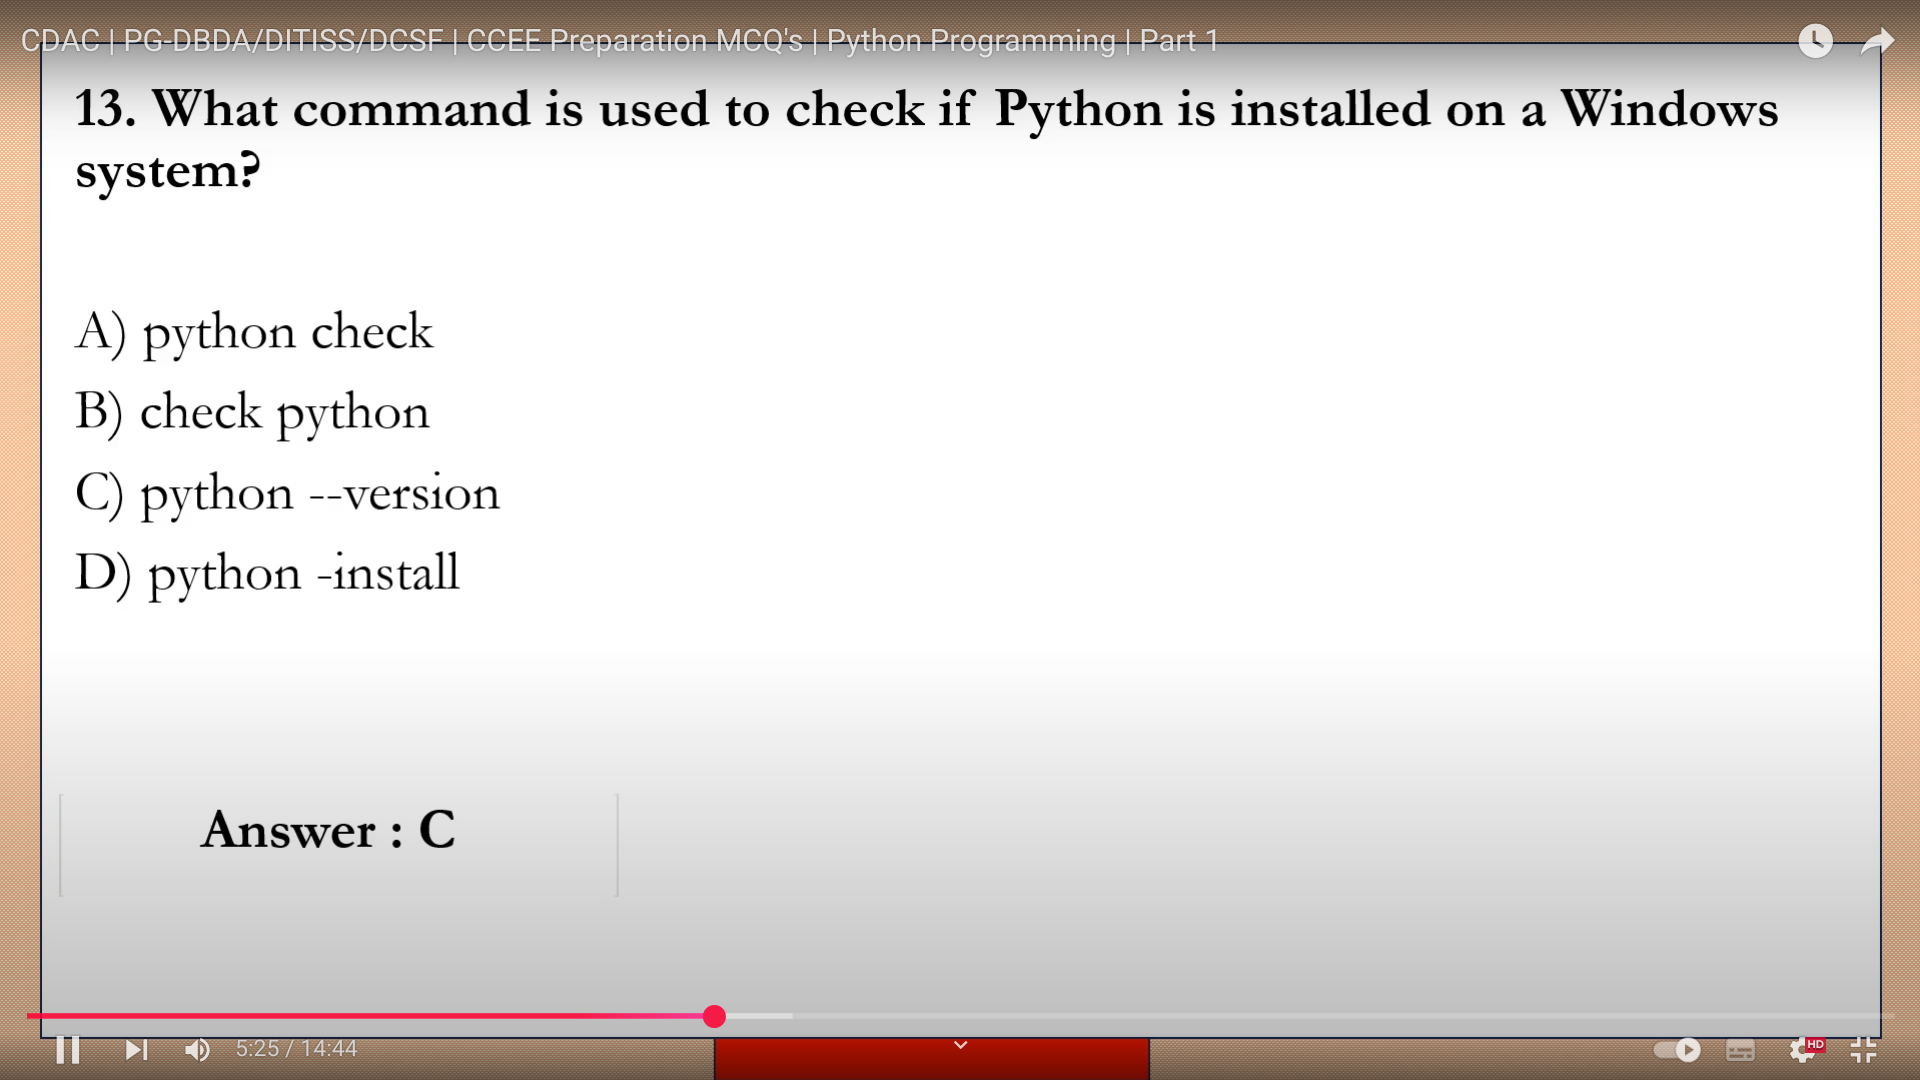 CDAC | PG-DBDA/DITISS/DCSF | CCEE Preparation MCQ's | Python Programming | Part 1
13. What command is used to check if Python is installed on a Windows
system?
A) python check
B) check python
C) python --version
D) python -install
Answer : C
5:25 / 14:44
HD